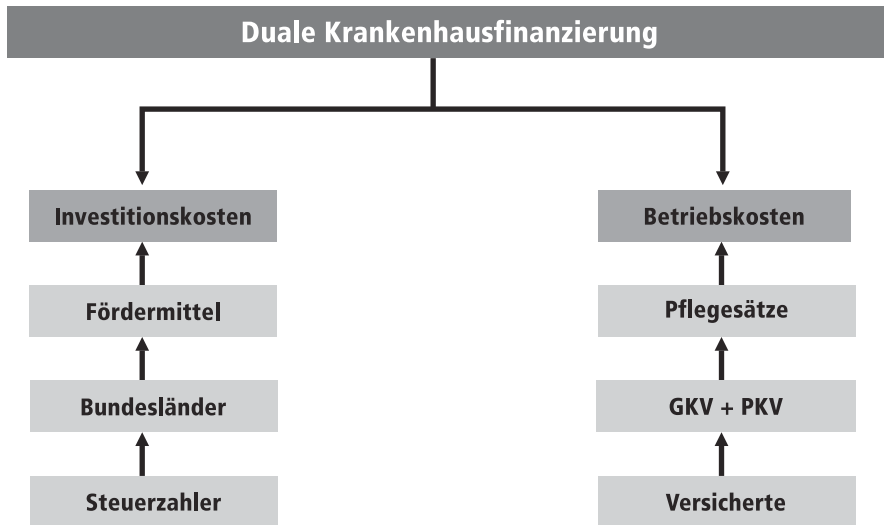 Duale Krankenhausfinanzierung
Investitionskosten
Betriebskosten
Fördermittel
Pflegesätze
Bundesländer
GKV + PKV
Steuerzahler
Versicherte